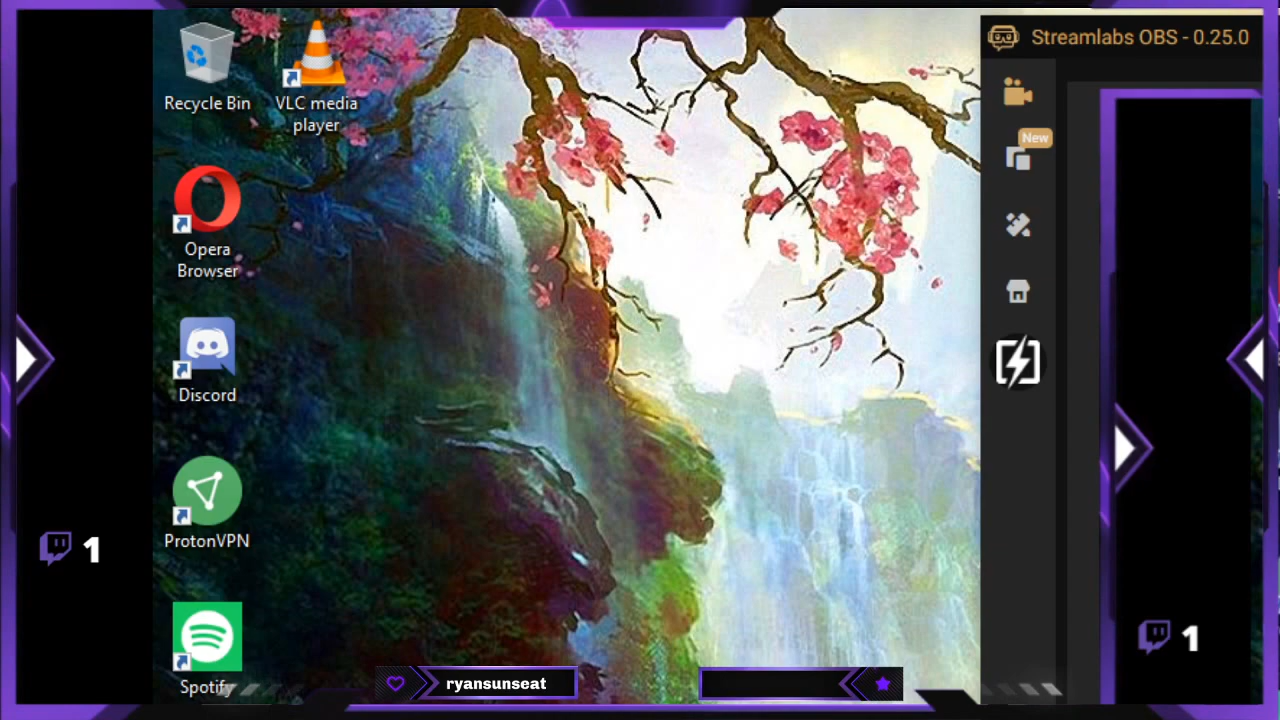 Recycle Bin
VLC media
player
Streamlabs OBS - 0.25.0
New
Opera
Browser
Discord
ProtonVPN
1
Spotify
ryansunseat
1